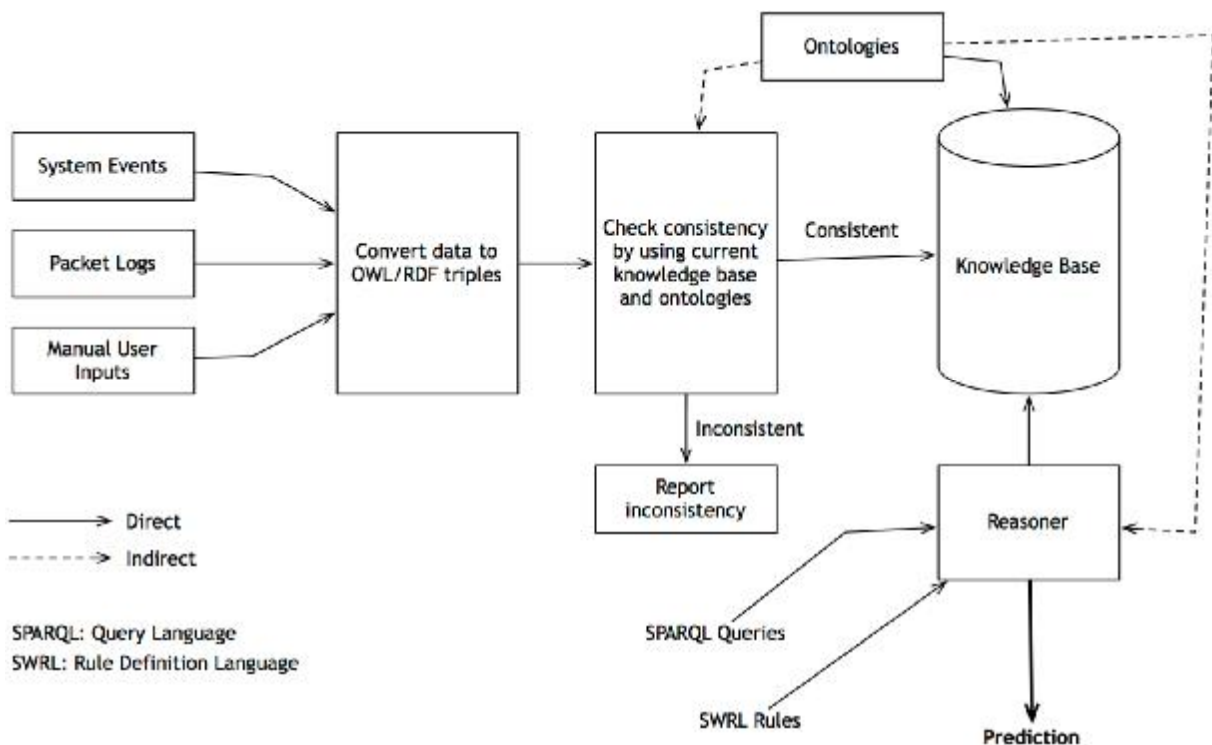 Ontologies
System Events
Packet Logs
Manual User
Inputs
Convert data to
OWL/RDF triples
Check consistency
by using current
knowledge base
and ontologies
Consistent
Knowledge Base
Inconsistent
Report
inconsistency
Reasoner
Direct
Indirect
SPARQL: Query Language
SWRL: Rule Definition Language
SPARQL Queries
SWRL Rules
Prediction